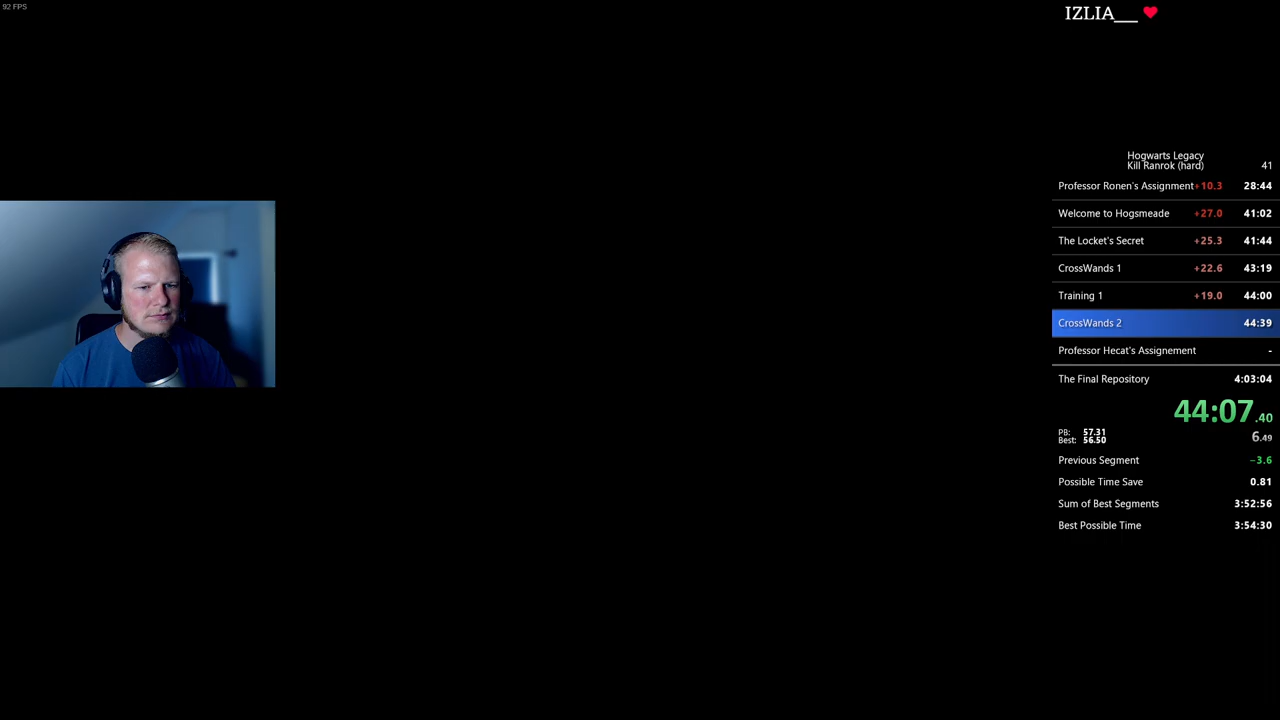 92 FPS
IZLIA__ ❤
Hogwarts Legacy
Kill Ranrok (hard) 41
Professor Ronen's Assignment +10.3 28:44
Welcome to Hogsmeade +27.0 41:02
The Locket's Secret +25.3 41:44
CrossWands 1 +22.6 43:19
Training 1 +19.0 44:00
CrossWands 2 44:39
Professor Hecat's Assignement -
The Final Repository 4:03:04
44:07.40
PB: 57.31
Best: 56.50 6.49
Previous Segment −3.6
Possible Time Save 0.81
Sum of Best Segments 3:52:56
Best Possible Time 3:54:30